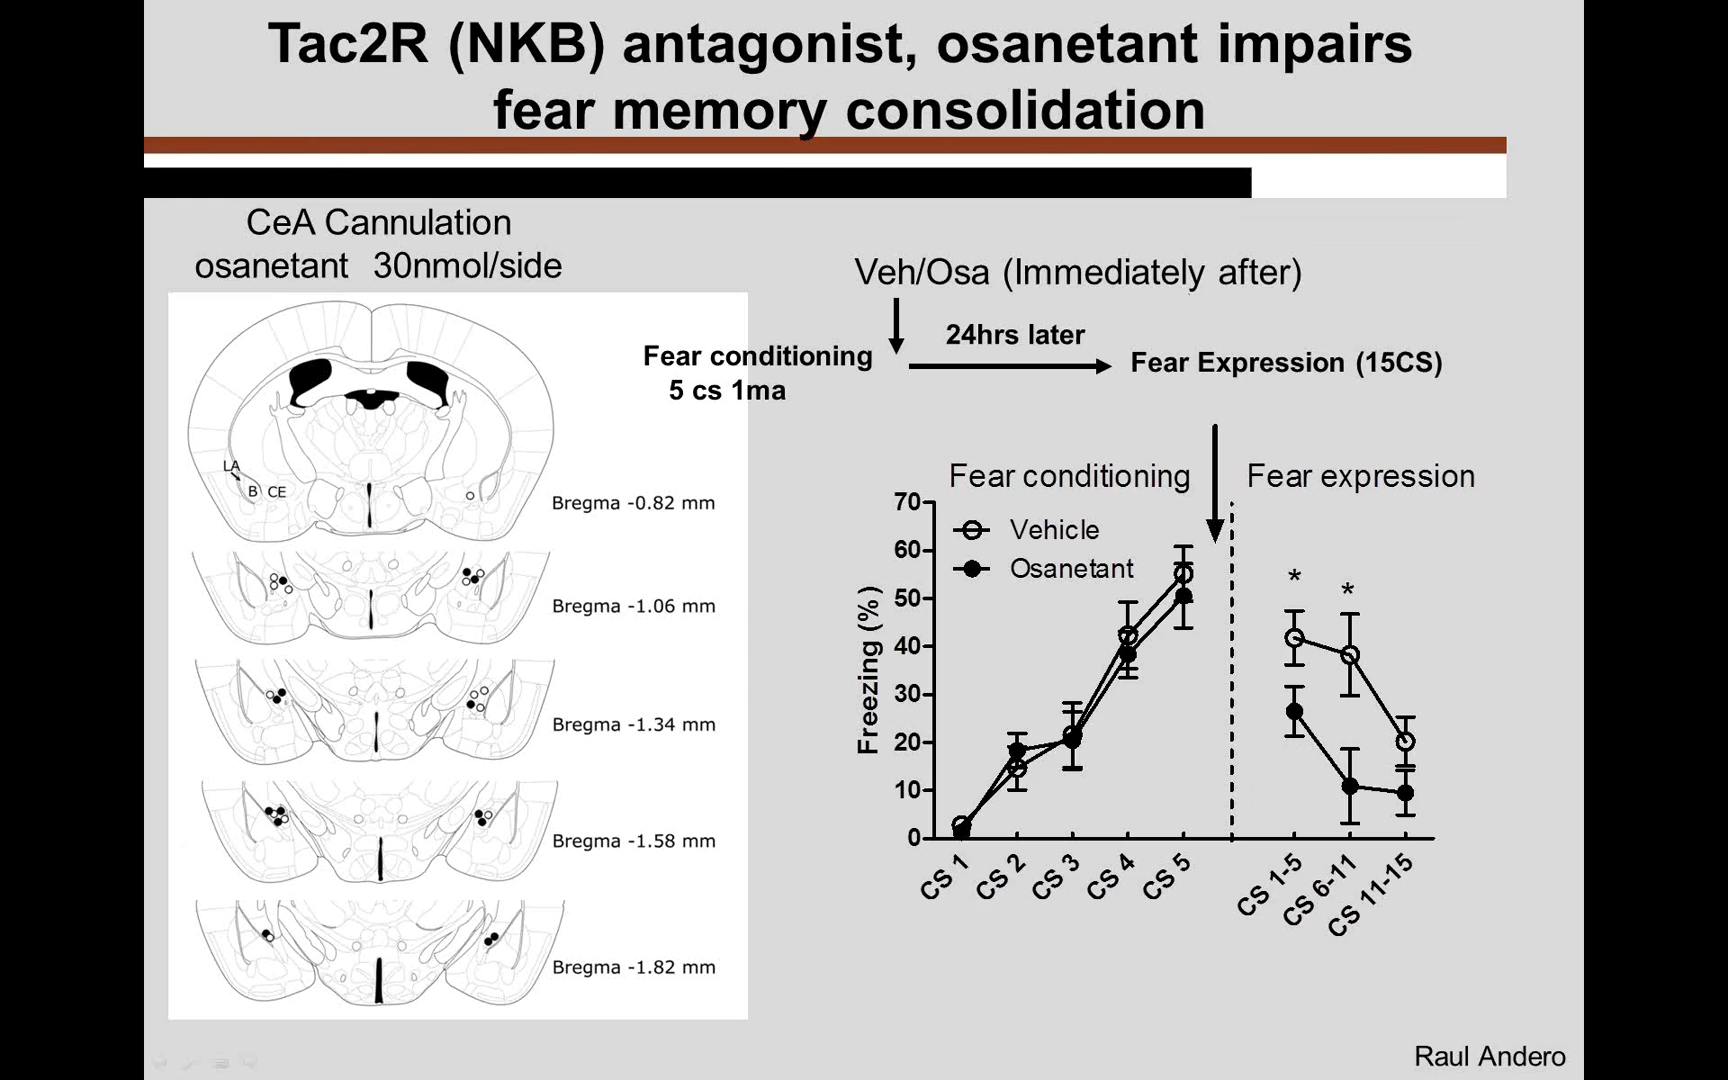 Tac2R (NKB) antagonist, osanetant impairs
fear memory consolidation
CeA Cannulation
osanetant 30nmol/side
LA
B CE
Bregma -0.82 mm
Bregma -1.06 mm
Bregma -1.34 mm
Bregma -1.58 mm
Bregma -1.82 mm
Veh/Osa (Immediately after)
24hrs later
Fear conditioning
5 cs 1ma
Fear Expression (15CS)
Fear conditioning
Fear expression
Vehicle
Osanetant
Freezing (%)
70
60
50
40
30
20
10
0
* *
CS 1
CS 2
CS 3
CS 4
CS 5
CS 1-5
CS 6-11
CS 11-15
Raul Andero